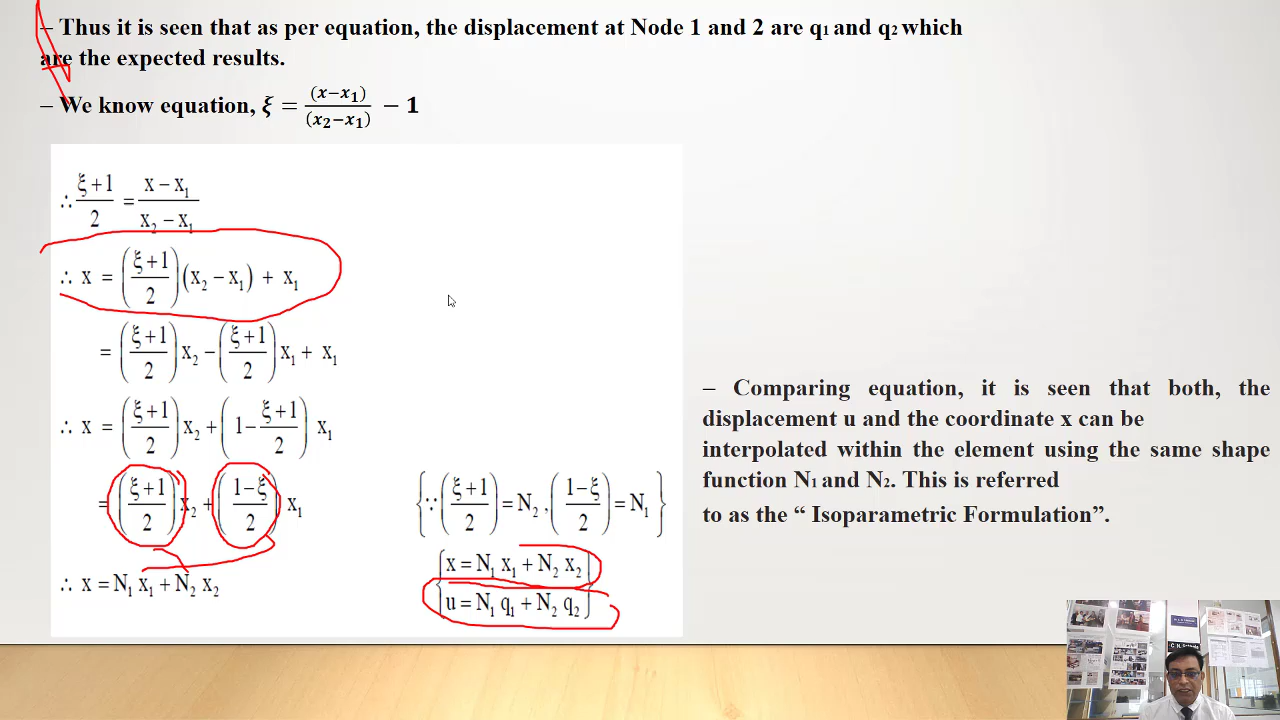 – Thus it is seen that as per equation, the displacement at Node 1 and 2 are q₁ and q₂ which
are the expected results.
– We know equation, ξ = (x−x₁)/(x₂−x₁) − 1
∴ (ξ+1)/2 = (x − x₁)/(x₂ − x₁)
∴ x = ((ξ+1)/2)(x₂ − x₁) + x₁
= ((ξ+1)/2) x₂ − ((ξ+1)/2) x₁ + x₁
∴ x = ((ξ+1)/2) x₂ + (1 − (ξ+1)/2) x₁
= ((ξ+1)/2) x₂ + ((1−ξ)/2) x₁
∴ x = N₁ x₁ + N₂ x₂
{∵ ((ξ+1)/2) = N₂ , ((1−ξ)/2) = N₁}
{x = N₁ x₁ + N₂ x₂
u = N₁ q₁ + N₂ q₂}
– Comparing equation, it is seen that both, the
displacement u and the coordinate x can be
interpolated within the element using the same shape
function N₁ and N₂. This is referred
to as the “ Isoparametric Formulation”.